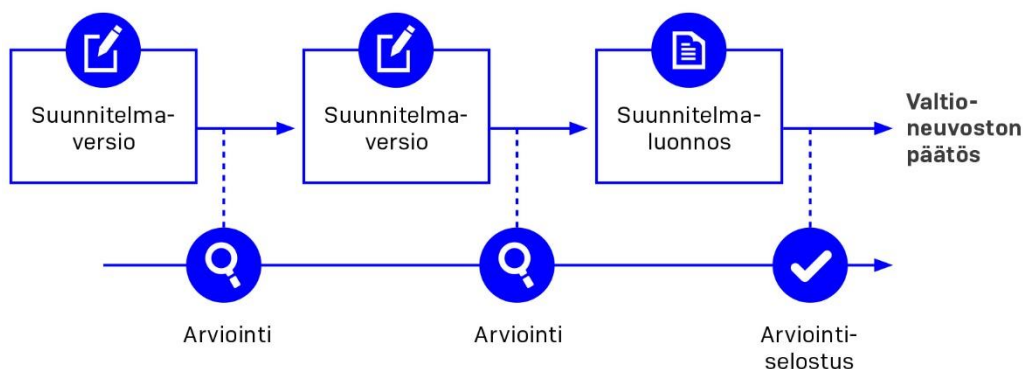 Suunnitelma-
versio
Suunnitelma-
versio
Suunnitelma-
luonnos
Valtio-
neuvoston
päätös
Arviointi
Arviointi
Arviointi-
selostus